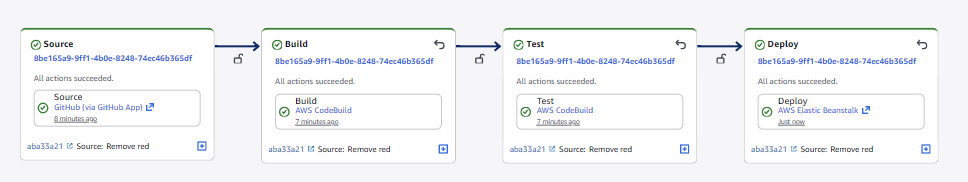 Source
8be165a9-9ff1-4b0e-8248-74ec46b365df
All actions succeeded.
Source
GitHub (via GitHub App)
8 minutes ago
aba33a21 Source: Remove red
Build
8be165a9-9ff1-4b0e-8248-74ec46b365df
All actions succeeded.
Build
AWS CodeBuild
7 minutes ago
aba33a21 Source: Remove red
Test
8be165a9-9ff1-4b0e-8248-74ec46b365df
All actions succeeded.
Test
AWS CodeBuild
7 minutes ago
aba33a21 Source: Remove red
Deploy
8be165a9-9ff1-4b0e-8248-74ec46b365df
All actions succeeded.
Deploy
AWS Elastic Beanstalk
Just now
aba33a21 Source: Remove red